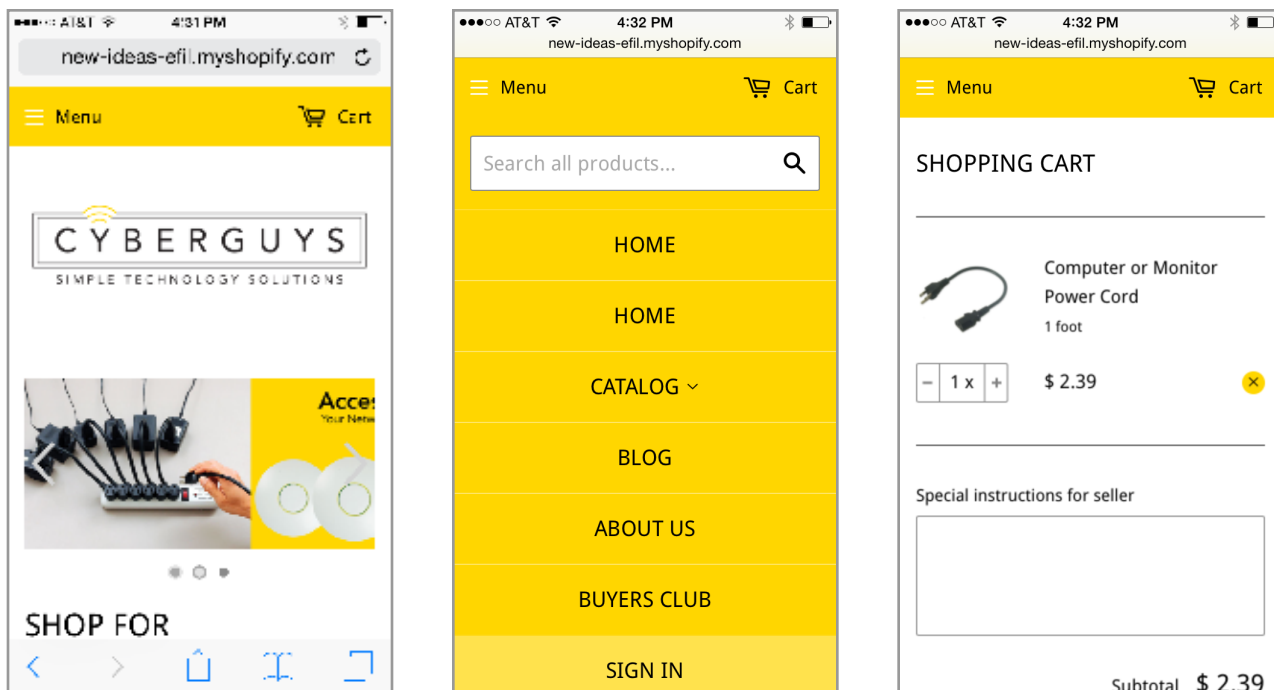 AT&T 4:31 PM
new-ideas-efil.myshopify.com
Menu Cart
CYBERGUYS
SIMPLE TECHNOLOGY SOLUTIONS
Acces
Your Netw
SHOP FOR
AT&T 4:32 PM
new-ideas-efil.myshopify.com
Menu Cart
Search all products...
HOME
HOME
CATALOG
BLOG
ABOUT US
BUYERS CLUB
SIGN IN
AT&T 4:32 PM
new-ideas-efil.myshopify.com
Menu Cart
SHOPPING CART
Computer or Monitor
Power Cord
1 foot
− 1 x + $ 2.39
Special instructions for seller
Subtotal $ 2.39